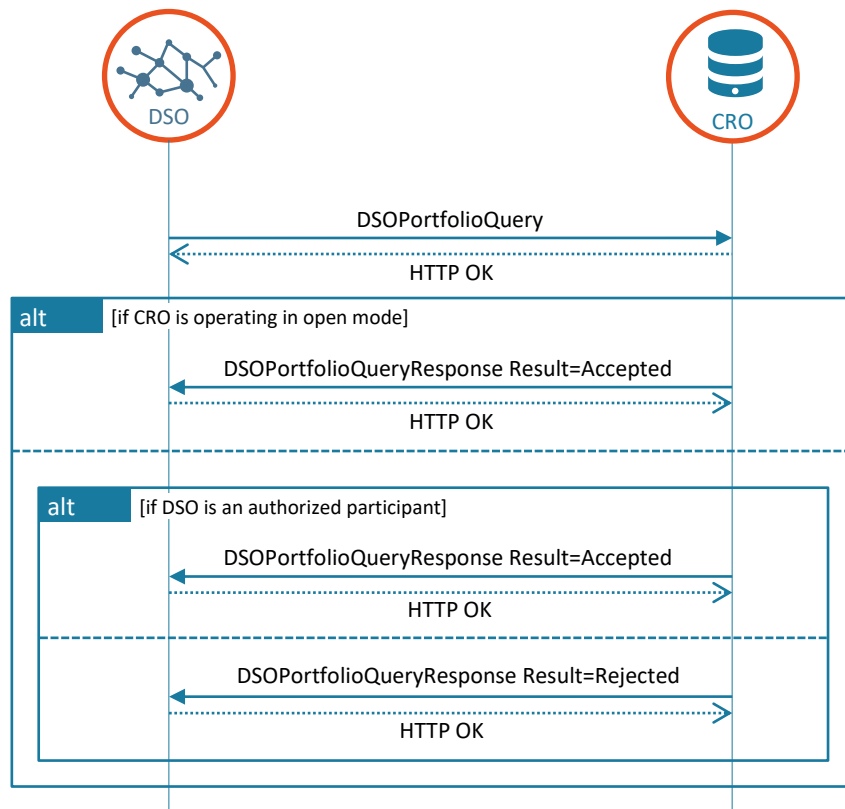 DSO
CRO
DSOPortfolioQuery
HTTP OK
alt
[if CRO is operating in open mode]
DSOPortfolioQueryResponse Result=Accepted
HTTP OK
alt
[if DSO is an authorized participant]
DSOPortfolioQueryResponse Result=Accepted
HTTP OK
DSOPortfolioQueryResponse Result=Rejected
HTTP OK